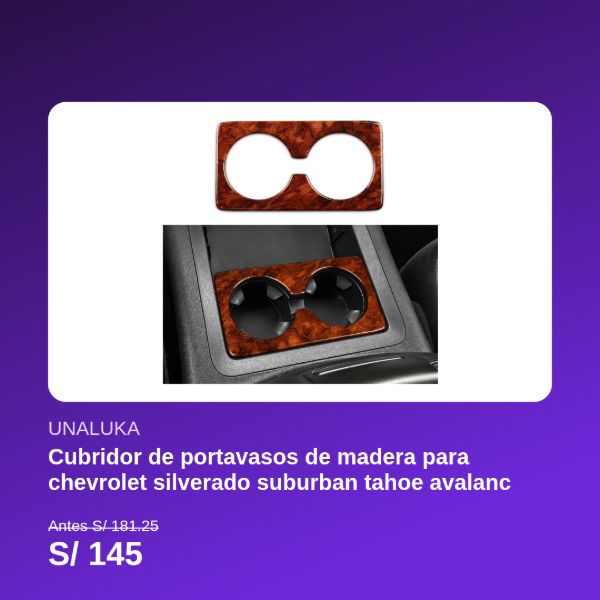 UNALUKA
Cubridor de portavasos de madera para
chevrolet silverado suburban tahoe avalanc
Antes S/ 181.25
S/ 145